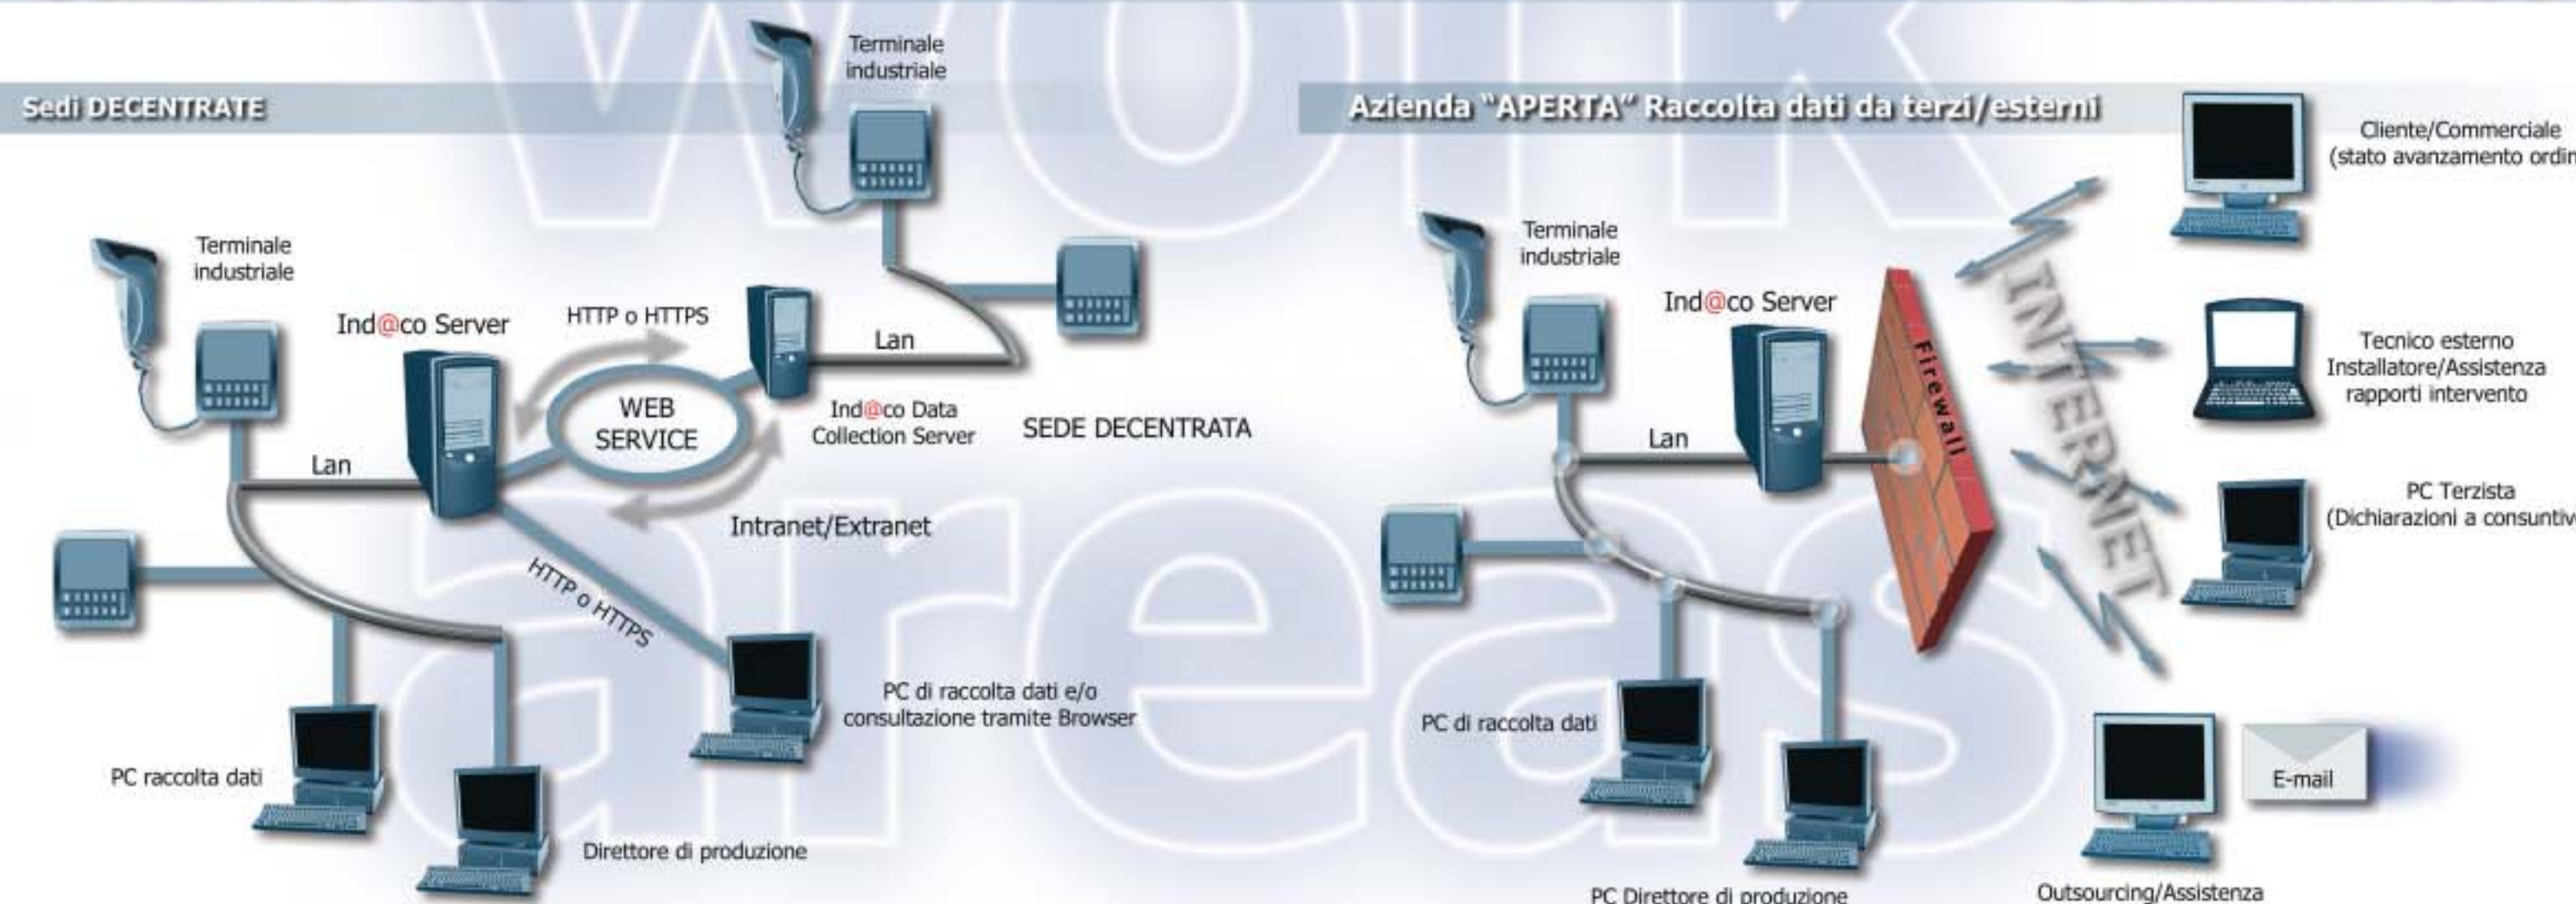 work
areas
Sedi DECENTRATE
Terminale
industriale
Terminale
industriale
Ind@co Server
HTTP o HTTPS
WEB
SERVICE
Lan
Ind@co Data
Collection Server
SEDE DECENTRATA
Lan
Intranet/Extranet
HTTP o HTTPS
PC di raccolta dati e/o
consultazione tramite Browser
PC raccolta dati
Direttore di produzione
Azienda "APERTA" Raccolta dati da terzi/esterni
Cliente/Commerciale
(stato avanzamento ordin
Terminale
industriale
Ind@co Server
Firewall
INTERNET
Lan
Tecnico esterno
Installatore/Assistenza
rapporti intervento
PC Terzista
(Dichiarazioni a consuntiv
PC di raccolta dati
PC Direttore di produzione
E-mail
Outsourcing/Assistenza